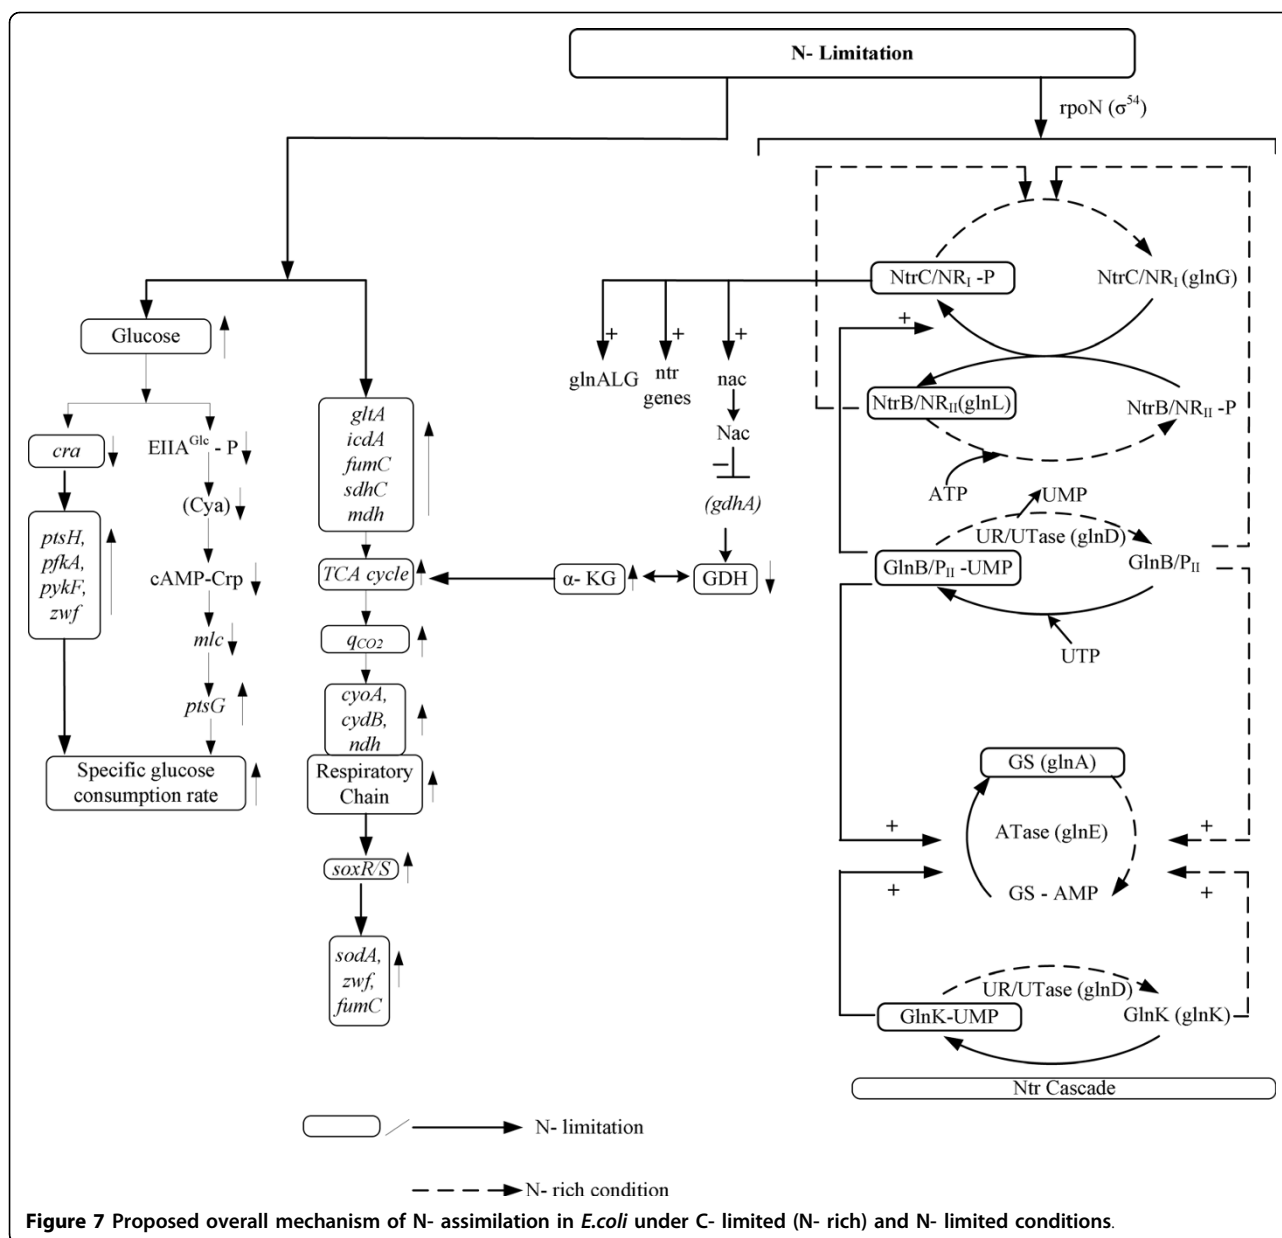 N- Limitation
rpoN (σ54)
NtrC/NRI -P
NtrC/NRI (glnG)
+
+
+
+
glnALG
ntr
genes
nac
Nac
(gdhA)
GDH
α- KG
NtrB/NRII(glnL)
NtrB/NRII -P
ATP
UMP
UR/UTase (glnD)
GlnB/PII -UMP
GlnB/PII
UTP
Glucose
cra
EIIAGlc - P
(Cya)
cAMP-Crp
mlc
ptsG
ptsH,
pfkA,
pykF,
zwf
Specific glucose
consumption rate
gltA
icdA
fumC
sdhC
mdh
TCA cycle
qCO2
cyoA,
cydB,
ndh
Respiratory
Chain
soxR/S
sodA,
zwf,
fumC
GS (glnA)
ATase (glnE)
GS - AMP
+
+
+
+
UR/UTase (glnD)
GlnK-UMP
GlnK (glnK)
Ntr Cascade
N- limitation
N- rich condition
Figure 7 Proposed overall mechanism of N- assimilation in E.coli under C- limited (N- rich) and N- limited conditions.